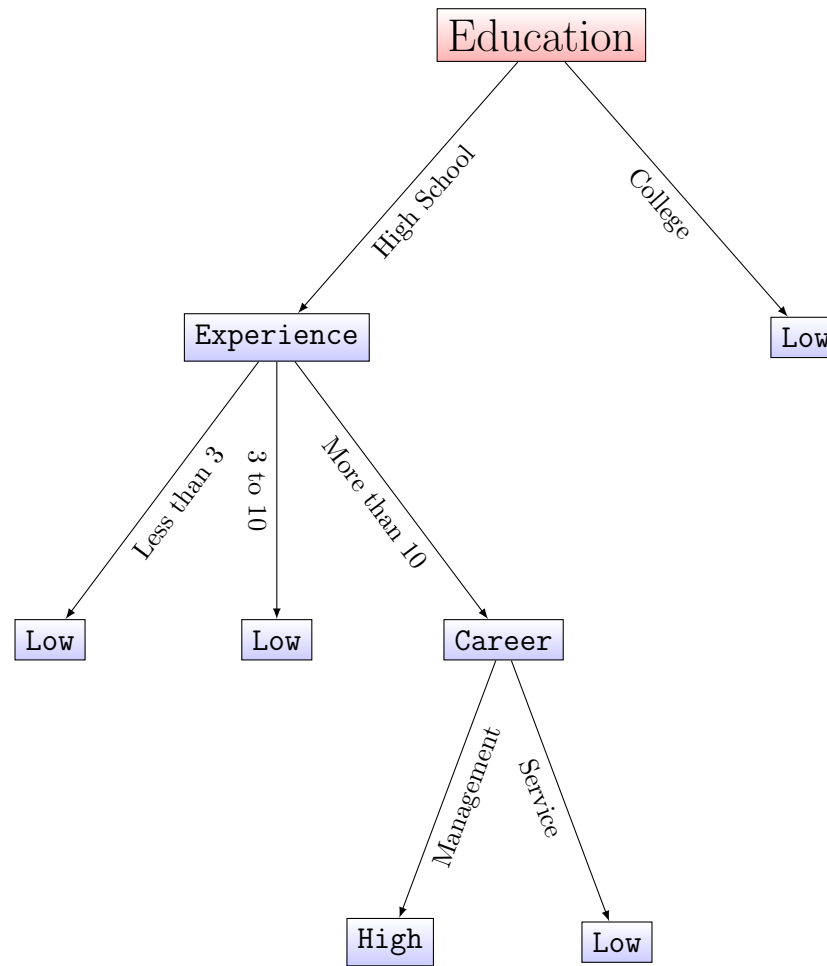 Education
High School
College
Experience
Low
Less than 3
3 to 10
More than 10
Low
Low
Career
Management
Service
High
Low